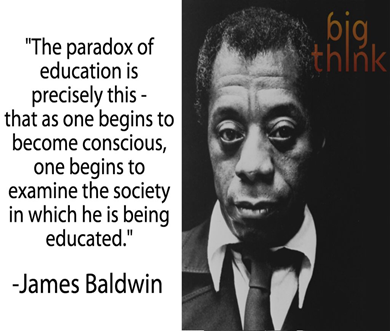 "The paradox of
education is
precisely this -
that as one begins to
become conscious,
one begins to
examine the society
in which he is being
educated."
-James Baldwin
big
think